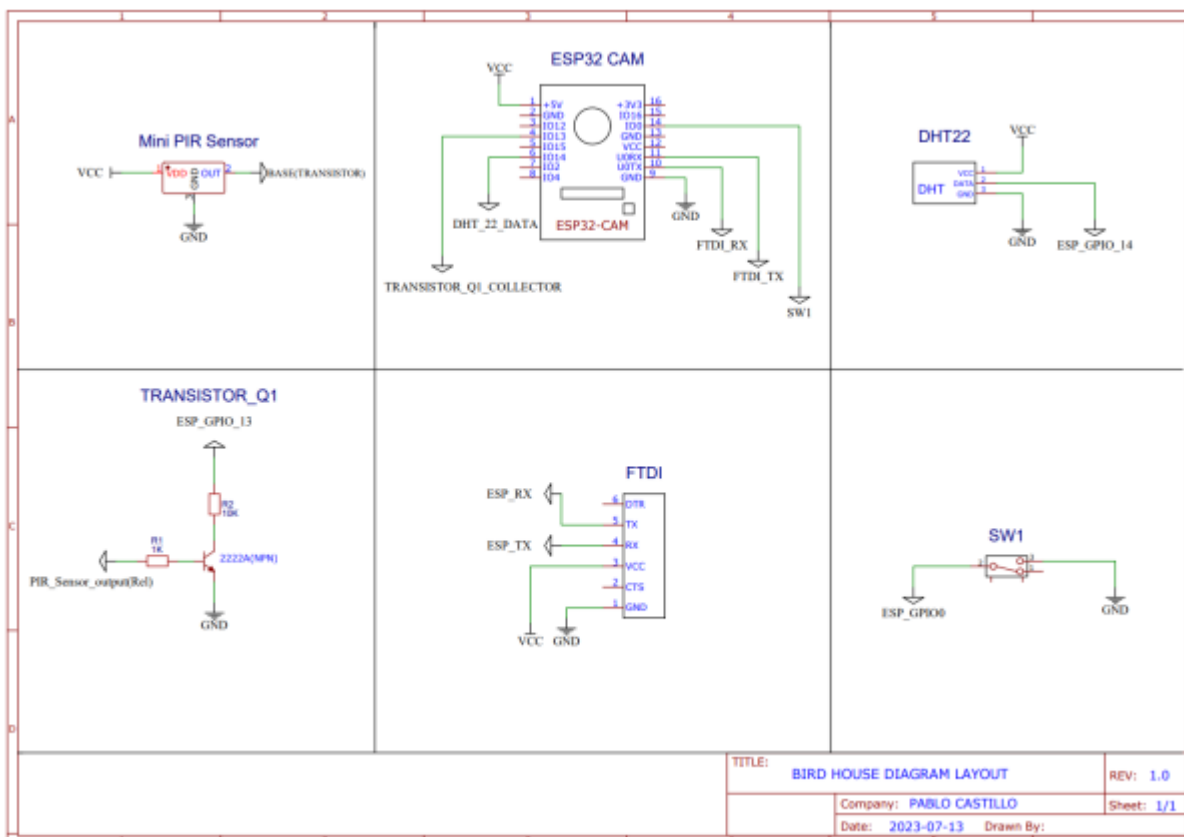 1 2 3 4 5
A
B
C
D
Mini PIR Sensor
VCC
1
VDD
GND
OUT
2
3
BASE(TRANSISTOR)
GND
ESP32 CAM
VCC
1 +5V
2 GND
3 IO12
4 IO13
5 IO15
6 IO14
7 IO2
8 IO4
+3V3 16
IO16 15
IO0 14
GND 13
VCC 12
U0RX 11
U0TX 10
GND 9
ESP32-CAM
DHT_22_DATA
TRANSISTOR_Q1_COLLECTOR
GND
FTDI_RX
FTDI_TX
SW1
DHT22
VCC
DHT
VCC 1
DATA 2
GND 3
GND
ESP_GPIO_14
TRANSISTOR_Q1
ESP_GPIO_13
R2
10K
R1
1K
2222A(NPN)
PIR_Sensor_output(Rel)
GND
FTDI
ESP_RX
ESP_TX
6 DTR
5 TX
4 RX
3 VCC
2 CTS
1 GND
VCC
GND
SW1
2
3
1
ESP_GPIO0
GND
TITLE:
BIRD HOUSE DIAGRAM LAYOUT
REV: 1.0
Company: PABLO CASTILLO
Sheet: 1/1
Date: 2023-07-13
Drawn By: